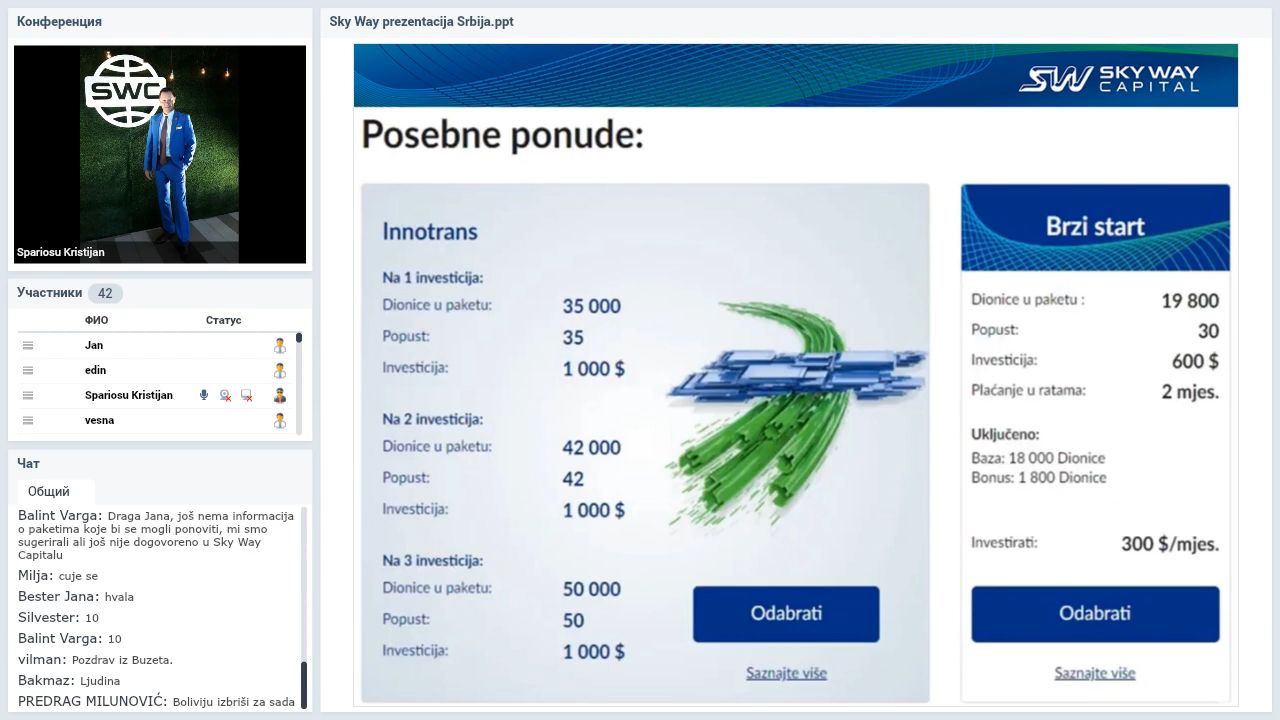 Конференция
SWC
Spariosu Kristijan
Участники 42
ФИО Статус
Jan
edin
Spariosu Kristijan
vesna
Чат
Общий
Balint Varga: Draga Jana, još nema informacija
o paketima koje bi se mogli ponoviti, mi smo
sugerirali ali još nije dogovoreno u Sky Way
Capitalu
Milja: cuje se
Bester Jana: hvala
Silvester: 10
Balint Varga: 10
vilman: Pozdrav iz Buzeta.
Bakmaz: Ljudina
PREDRAG MILUNOVIĆ: Boliviju izbriši za sada
Sky Way prezentacija Srbija.ppt
SW SKY WAY
CAPITAL
Posebne ponude:
Innotrans
Na 1 investicija:
Dionice u paketu: 35 000
Popust: 35
Investicija: 1 000 $
Na 2 investicija:
Dionice u paketu: 42 000
Popust: 42
Investicija: 1 000 $
Na 3 investicija:
Dionice u paketu: 50 000
Popust: 50
Investicija: 1 000 $
Odabrati
Saznajte više
Brzi start
Dionice u paketu : 19 800
Popust: 30
Investicija: 600 $
Plaćanje u ratama: 2 mjes.
Uključeno:
Baza: 18 000 Dionice
Bonus: 1 800 Dionice
Investirati: 300 $/mjes.
Odabrati
Saznajte više